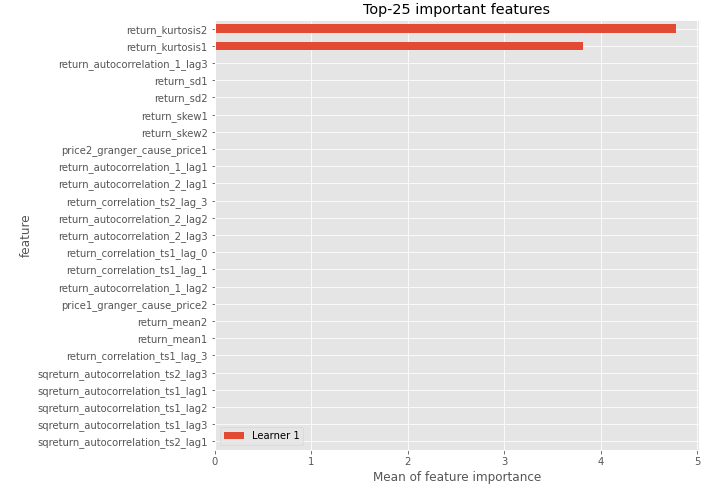 Top-25 important features
return_kurtosis2
return_kurtosis1
return_autocorrelation_1_lag3
return_sd1
return_sd2
return_skew1
return_skew2
price2_granger_cause_price1
return_autocorrelation_1_lag1
return_autocorrelation_2_lag1
return_correlation_ts2_lag_3
return_autocorrelation_2_lag2
return_autocorrelation_2_lag3
return_correlation_ts1_lag_0
return_correlation_ts1_lag_1
return_autocorrelation_1_lag2
price1_granger_cause_price2
return_mean2
return_mean1
return_correlation_ts1_lag_3
sqreturn_autocorrelation_ts2_lag3
sqreturn_autocorrelation_ts1_lag1
sqreturn_autocorrelation_ts1_lag2
sqreturn_autocorrelation_ts1_lag3
sqreturn_autocorrelation_ts2_lag1
feature
Learner 1
0 1 2 3 4 5
Mean of feature importance